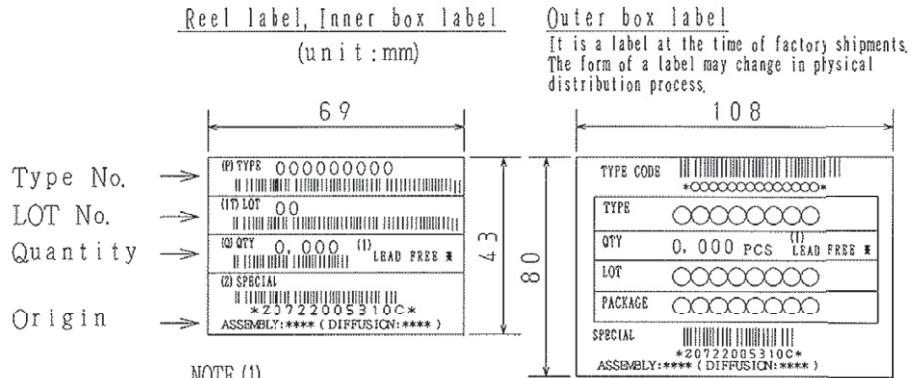 Reel label, Inner box label
(unit:mm)
Outer box label
It is a label at the time of factory shipments.
The form of a label may change in physical
distribution process.
69
108
Type No.
LOT No.
Quantity
Origin
(P) TYPE 000000000
(1T) LOT 00
(Q) QTY 0,000 (1) LEAD FREE *
(Z) SPECIAL
*Z0722005310C*
ASSEMBLY:**** ( DIFFUSION:**** )
43
80
TYPE CODE
*OOOOOOOOOOOOO*
TYPE OOOOOOOO
QTY 0, 000 PCS (1) LEAD FREE *
LOT OOOOOOOO
PACKAGE OOOOOOOO
SPECIAL
*Z0722005310C*
ASSEMBLY:**** ( DIFFUSION:**** )
NOTE (1)